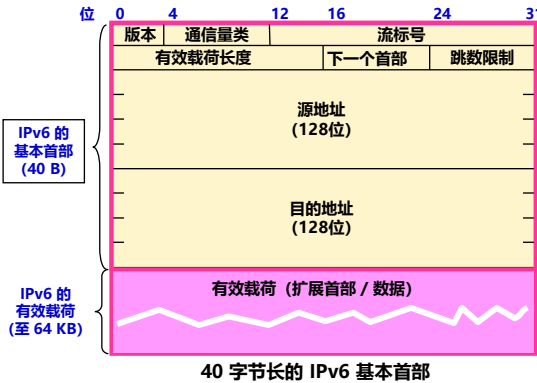 位 0 4 12 16 24 31
版本 通信量类 流标号
有效载荷长度 下一个首部 跳数限制
源地址
(128位)
IPv6 的
基本首部
(40 B)
目的地址
(128位)
有效载荷（扩展首部 / 数据）
IPv6 的
有效载荷
(至 64 KB)
40 字节长的 IPv6 基本首部